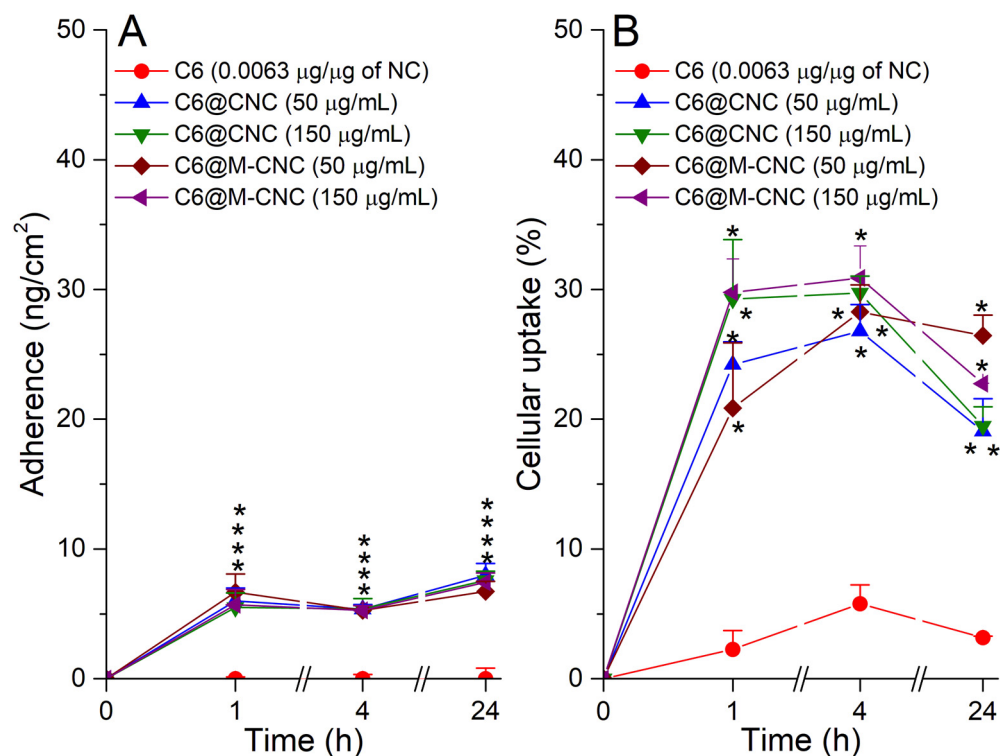 A
C6 (0.0063 μg/μg of NC)
C6@CNC (50 μg/mL)
C6@CNC (150 μg/mL)
C6@M-CNC (50 μg/mL)
C6@M-CNC (150 μg/mL)
Adherence (ng/cm²)
50
40
30
20
10
0
* * * *
* * * *
* * * *
0 1 4 24
Time (h)
B
C6 (0.0063 μg/μg of NC)
C6@CNC (50 μg/mL)
C6@CNC (150 μg/mL)
C6@M-CNC (50 μg/mL)
C6@M-CNC (150 μg/mL)
Cellular uptake (%)
50
40
30
20
10
0
* * * *
* * * *
* * * *
0 1 4 24
Time (h)